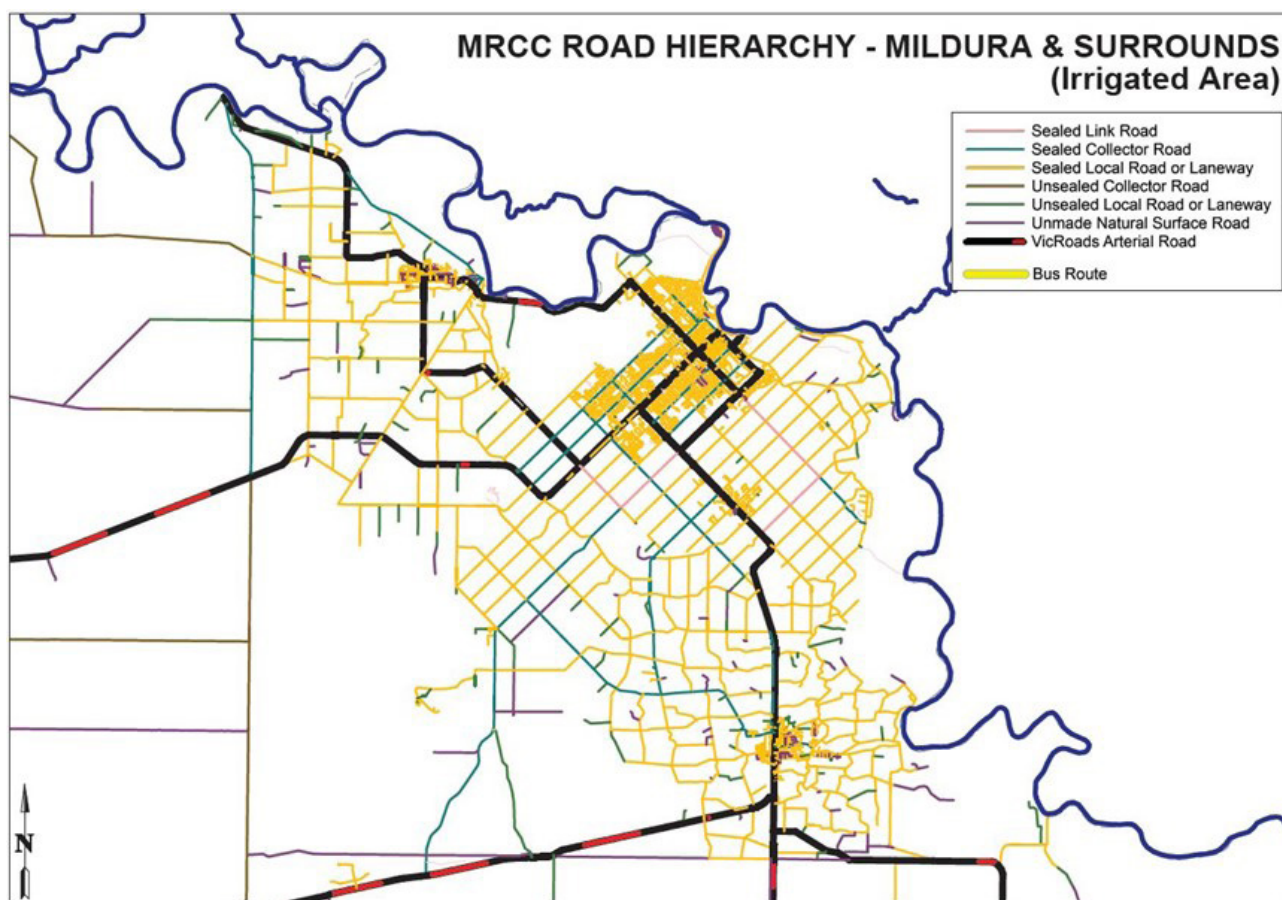 MRCC ROAD HIERARCHY - MILDURA & SURROUNDS
(Irrigated Area)
Sealed Link Road
Sealed Collector Road
Sealed Local Road or Laneway
Unsealed Collector Road
Unsealed Local Road or Laneway
Unmade Natural Surface Road
VicRoads Arterial Road
Bus Route
N